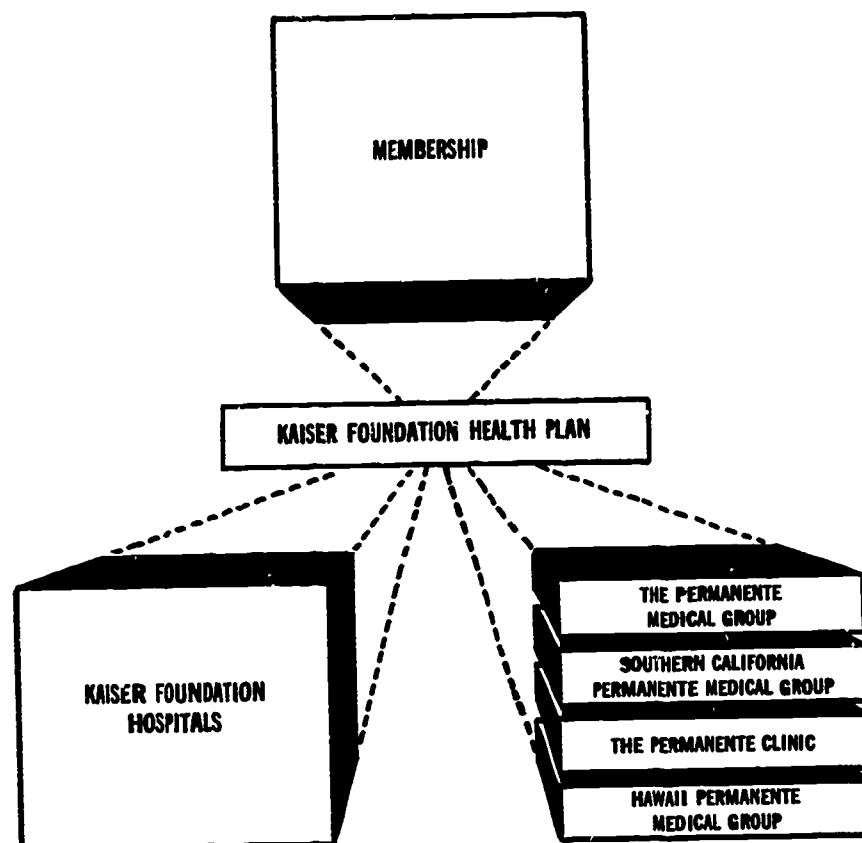 MEMBERSHIP
KAISER FOUNDATION HEALTH PLAN
KAISER FOUNDATION
HOSPITALS
THE PERMANENTE
MEDICAL GROUP
SOUTHERN CALIFORNIA
PERMANENTE MEDICAL GROUP
THE PERMANENTE CLINIC
HAWAII PERMANENTE
MEDICAL GROUP